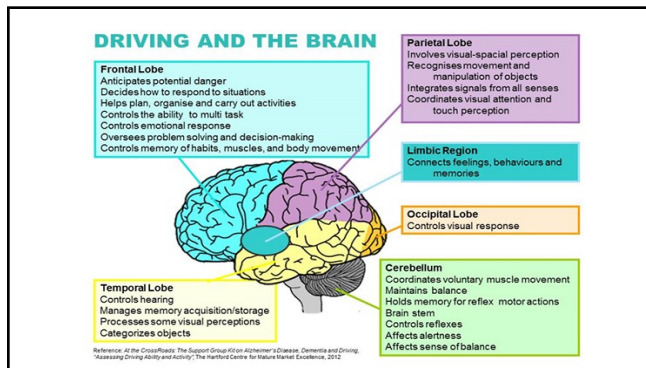 DRIVING AND THE BRAIN
Frontal Lobe
Anticipates potential danger
Decides how to respond to situations
Helps plan, organise and carry out activities
Controls the ability to multi task
Controls emotional response
Oversees problem solving and decision-making
Controls memory of habits, muscles, and body movement
Parietal Lobe
Involves visual-spacial perception
Recognises movement and
manipulation of objects
Integrates signals from all senses
Coordinates visual attention and
touch perception
Limbic Region
Connects feelings, behaviours and
memories
Occipital Lobe
Controls visual response
Temporal Lobe
Controls hearing
Manages memory acquisition/storage
Processes some visual perceptions
Categorizes objects
Cerebellum
Coordinates voluntary muscle movement
Maintains balance
Holds memory for reflex motor actions
Brain stem
Controls reflexes
Affects alertness
Affects sense of balance
Reference: At the CrossRoads: The Support Group Kit on Alzheimer's Disease, Dementia and Driving,
"Assessing Driving Ability and Activity", The Hartford Centre for Mature Market Excellence, 2012